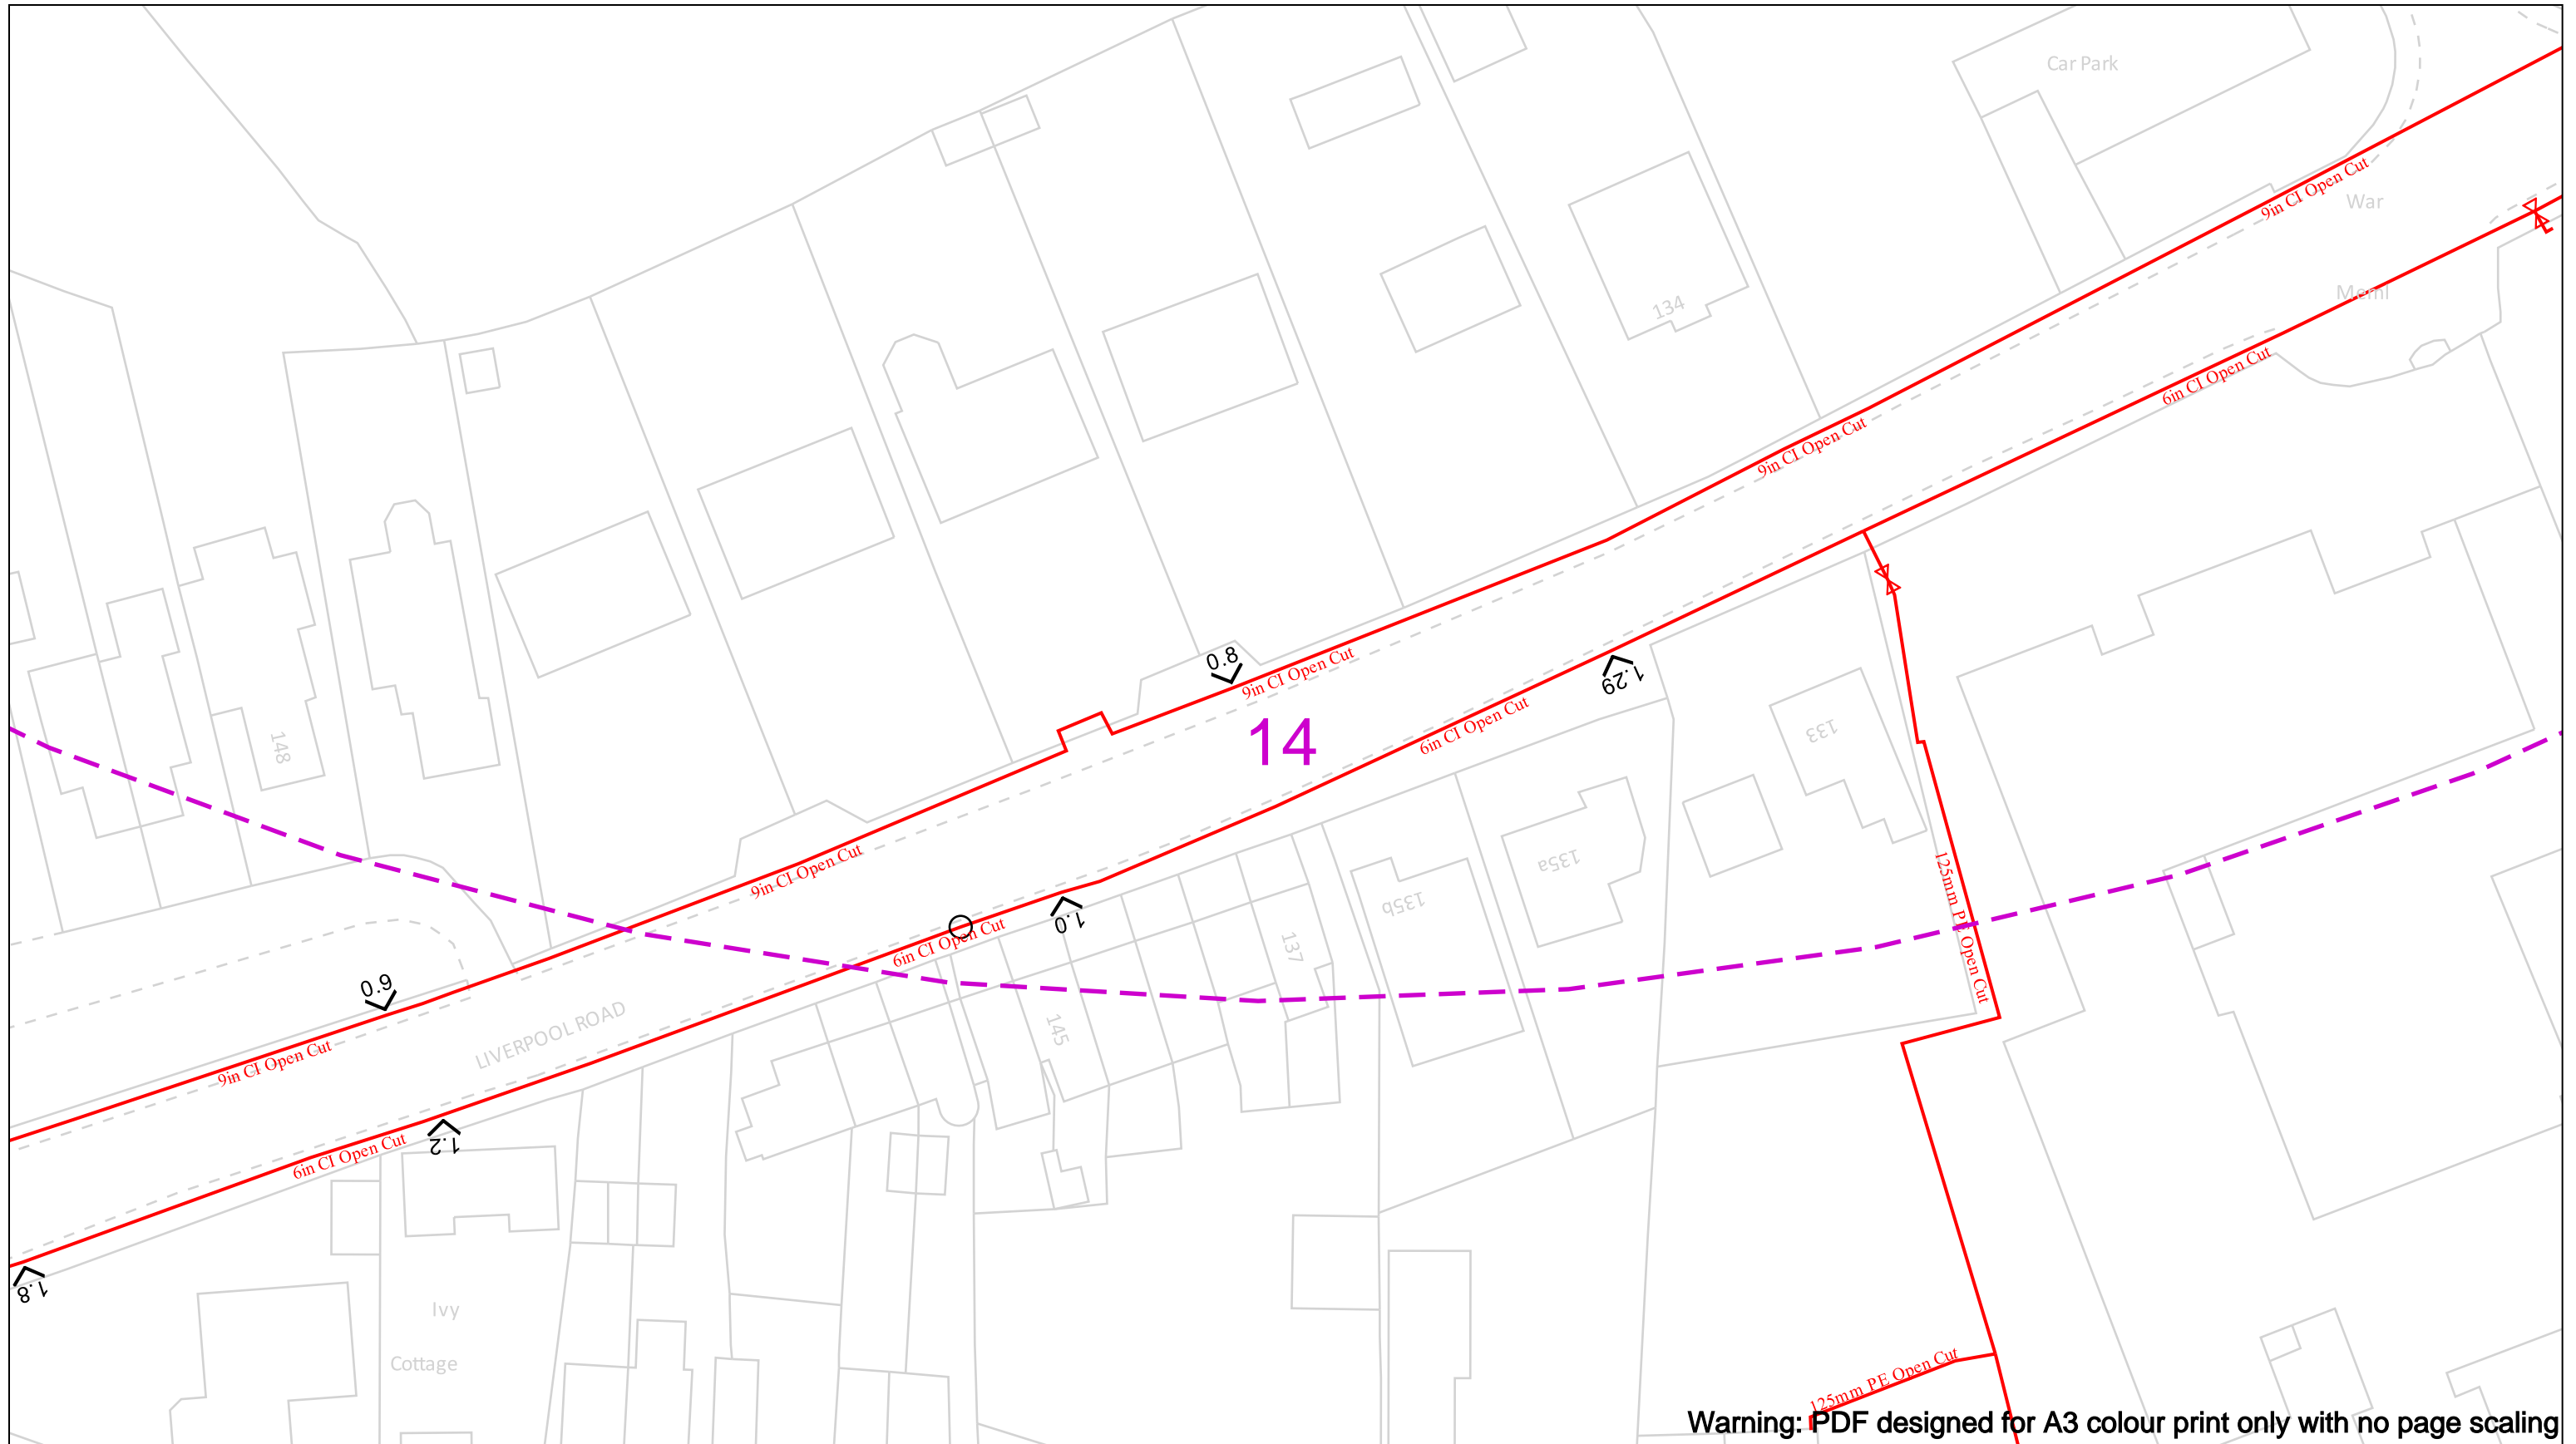 Car Park
9in CI Open Cut
War
Meml
134
6in CI Open Cut
9in CI Open Cut
0.8
9in CI Open Cut
1.29
6in CI Open Cut
14
148
133
9in CI Open Cut
135a
135b
125mm PE Open Cut
1.0
6in CI Open Cut
137
0.9
145
LIVERPOOL ROAD
9in CI Open Cut
1.2
6in CI Open Cut
1.8
Ivy
Cottage
125mm PE Open Cut
Warning: PDF designed for A3 colour print only with no page scaling